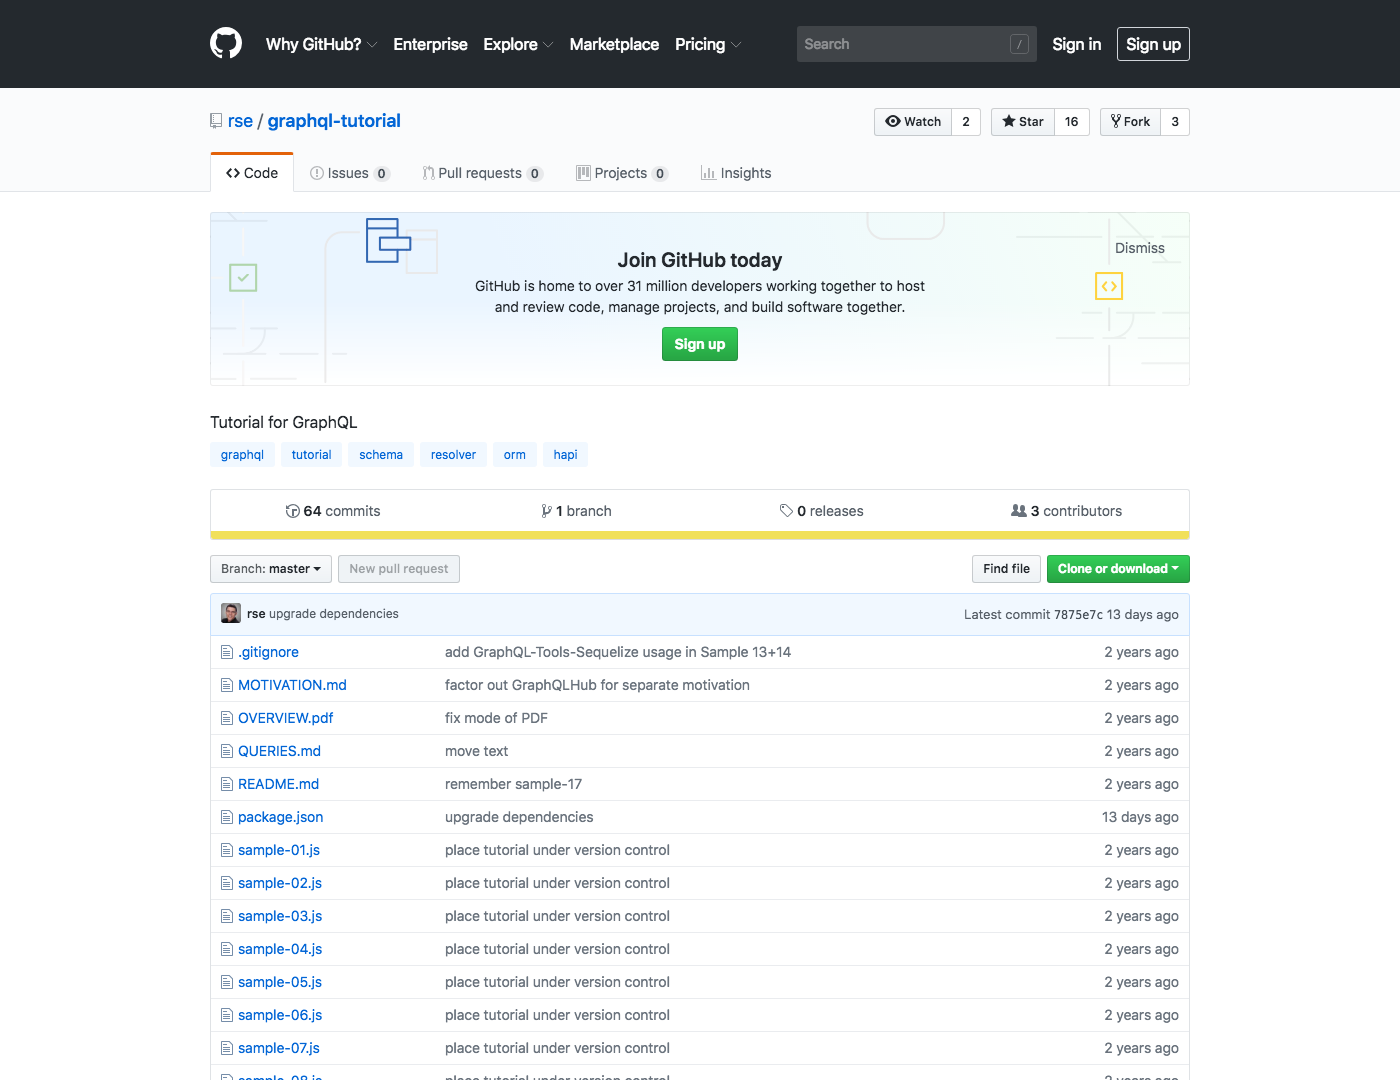 Why GitHub? Enterprise Explore Marketplace Pricing Search / Sign in Sign up
rse / graphql-tutorial Watch 2 Star 16 Fork 3
Code Issues 0 Pull requests 0 Projects 0 Insights
Dismiss
Join GitHub today
GitHub is home to over 31 million developers working together to host
and review code, manage projects, and build software together.
Sign up
Tutorial for GraphQL
graphql tutorial schema resolver orm hapi
64 commits 1 branch 0 releases 3 contributors
Branch: master New pull request Find file Clone or download
rse upgrade dependencies Latest commit 7875e7c 13 days ago
.gitignore add GraphQL-Tools-Sequelize usage in Sample 13+14 2 years ago
MOTIVATION.md factor out GraphQLHub for separate motivation 2 years ago
OVERVIEW.pdf fix mode of PDF 2 years ago
QUERIES.md move text 2 years ago
README.md remember sample-17 2 years ago
package.json upgrade dependencies 13 days ago
sample-01.js place tutorial under version control 2 years ago
sample-02.js place tutorial under version control 2 years ago
sample-03.js place tutorial under version control 2 years ago
sample-04.js place tutorial under version control 2 years ago
sample-05.js place tutorial under version control 2 years ago
sample-06.js place tutorial under version control 2 years ago
sample-07.js place tutorial under version control 2 years ago
sample-08.js place tutorial under version control 2 years ago